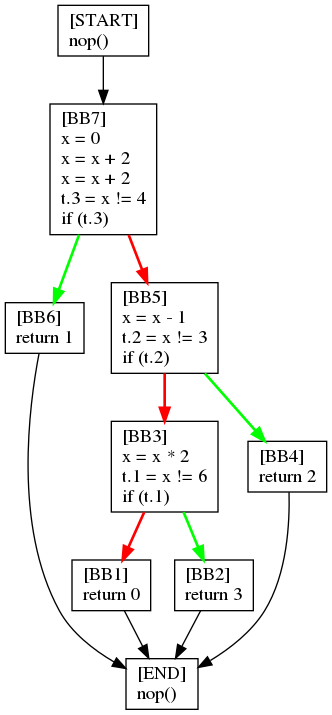 [START]
nop()
[BB7]
x = 0
x = x + 2
x = x + 2
t.3 = x != 4
if (t.3)
[BB5]
x = x - 1
t.2 = x != 3
if (t.2)
[BB6]
return 1
[BB3]
x = x * 2
t.1 = x != 6
if (t.1)
[BB4]
return 2
[BB1]
return 0
[BB2]
return 3
[END]
nop()